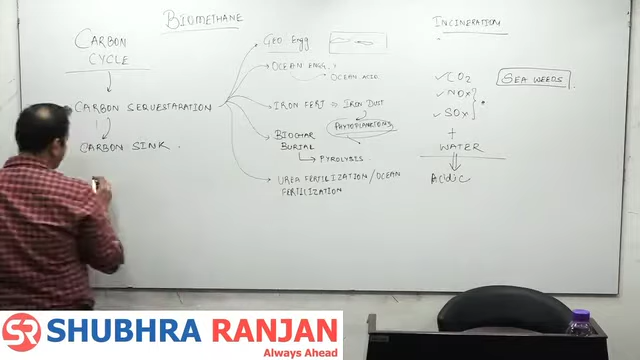 BIOMETHANE
CARBON
CYCLE
CARBON SEQUESTARATION
CARBON SINK.
GEO Engg
OCEAN ENGG.
OCEAN ACID
IRON FERT ⇒ IRON DUST
PHYTOPLANKTONS
BIOCHAR
BURIAL
PYROLYSIS
UREA FERTILIZATION / OCEAN
FERTILIZATION
INCINERATION
CO2
NOx
SOx
+
WATER
Acidic
SEA WEEDS
SR SHUBHRA RANJAN
Always Ahead